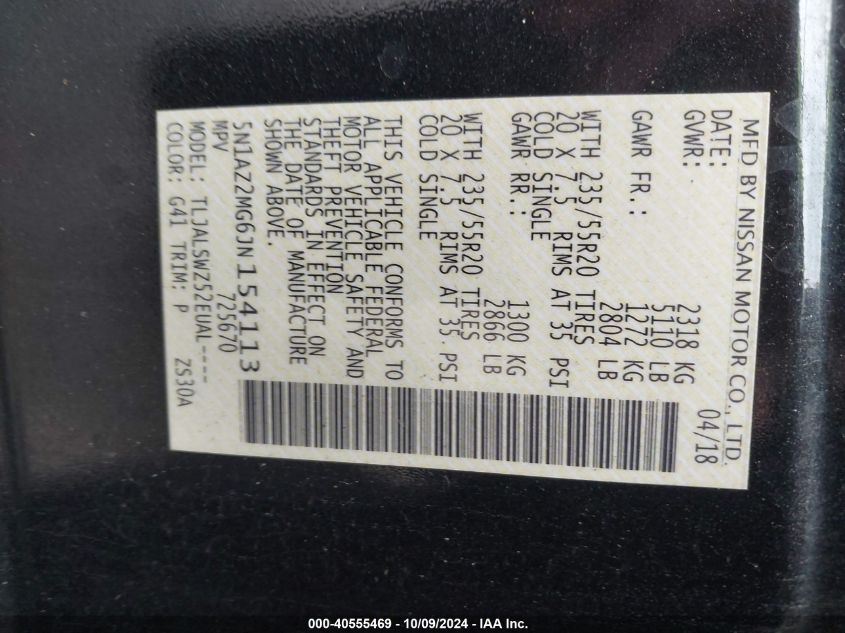 MFD BY NISSAN MOTOR CO., LTD.
DATE: 04/18
GVWR: 2318 KG
5110 LB
GAWR FR.: 1272 KG
2804 LB
WITH 235/55R20 TIRES
20 X 7.5 RIMS AT 35 PSI
COLD SINGLE
GAWR RR.: 1300 KG
2866 LB
WITH 235/55R20 TIRES
20 X 7.5 RIMS AT 35 PSI
COLD SINGLE
THIS VEHICLE CONFORMS TO
ALL APPLICABLE FEDERAL
MOTOR VEHICLE SAFETY AND
THEFT PREVENTION
STANDARDS IN EFFECT ON
THE DATE OF MANUFACTURE
SHOWN ABOVE.
5N1AZ2MG6JN154113
MPV 725670
MODEL: TLJALSWZ52EUAL----
COLOR: G41 TRIM: P ZS30A
000-40555469 - 10/09/2024 - IAA Inc.